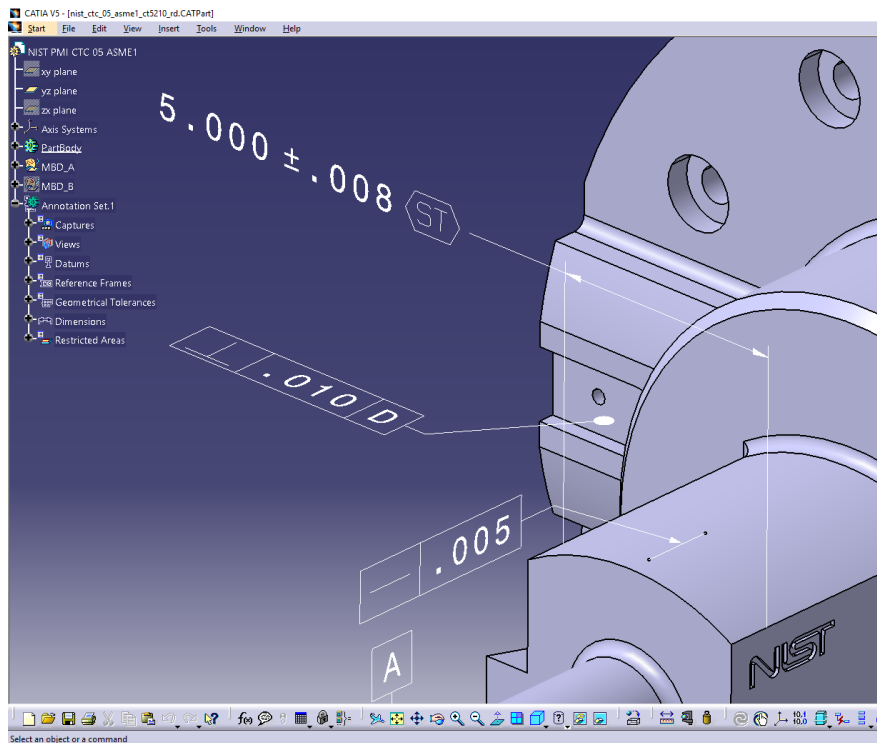 CATIA V5 - [nist_ctc_05_asme1_ct5210_rd.CATPart]
Start File Edit View Insert Tools Window Help
NIST PMI CTC 05 ASME1
xy plane
yz plane
zx plane
Axis Systems
PartBody
MBD_A
MBD_B
Annotation Set.1
Captures
Views
Datums
Reference Frames
Geometrical Tolerances
Dimensions
Restricted Areas
5.000 ±.008 ST
.010 D
.005
A
NIST
Select an object or a command